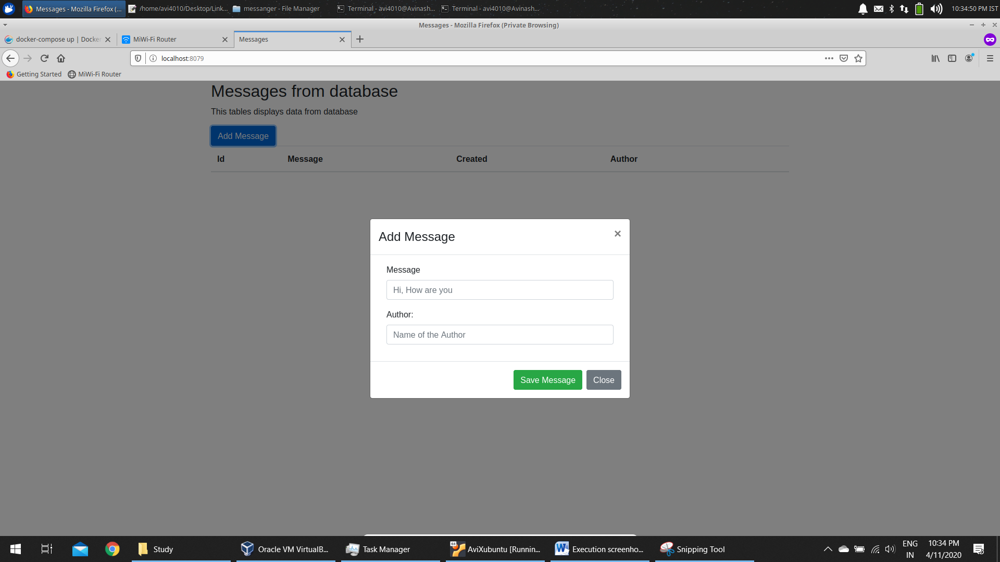 Messages - Mozilla Firefox (...
/home/avi4010/Desktop/Link...
messanger - File Manager
Terminal - avi4010@Avinash...
Terminal - avi4010@Avinash...
10:34:50 PM IST
Messages - Mozilla Firefox (Private Browsing)
docker-compose up | Docker
MiWi-Fi Router
Messages
localhost:8079
Getting Started
MiWi-Fi Router
Messages from database
This tables displays data from database
Add Message
Id Message Created Author
Add Message
×
Message
Hi, How are you
Author:
Name of the Author
Save Message
Close
Study
Oracle VM VirtualB...
Task Manager
64
AviXubuntu [Runnin...
Execution screenho...
Snipping Tool
ENG
IN
10:34 PM
4/11/2020